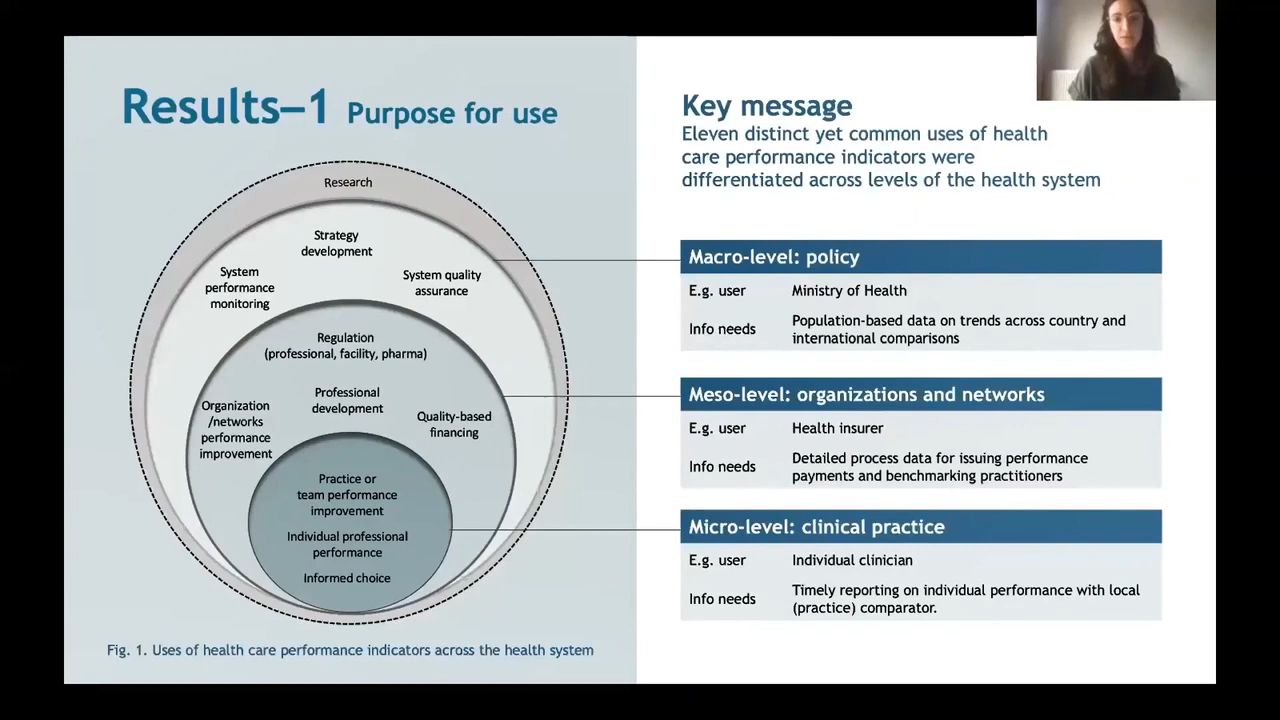 Results–1 Purpose for use
Research
Strategy
development
System
performance
monitoring
System quality
assurance
Regulation
(professional, facility, pharma)
Professional
development
Organization
/networks
performance
improvement
Quality-based
financing
Practice or
team performance
improvement
Individual professional
performance
Informed choice
Fig. 1. Uses of health care performance indicators across the health system
Key message
Eleven distinct yet common uses of health
care performance indicators were
differentiated across levels of the health system
Macro-level: policy
E.g. user Ministry of Health
Info needs Population-based data on trends across country and
international comparisons
Meso-level: organizations and networks
E.g. user Health insurer
Info needs Detailed process data for issuing performance
payments and benchmarking practitioners
Micro-level: clinical practice
E.g. user Individual clinician
Info needs Timely reporting on individual performance with local
(practice) comparator.